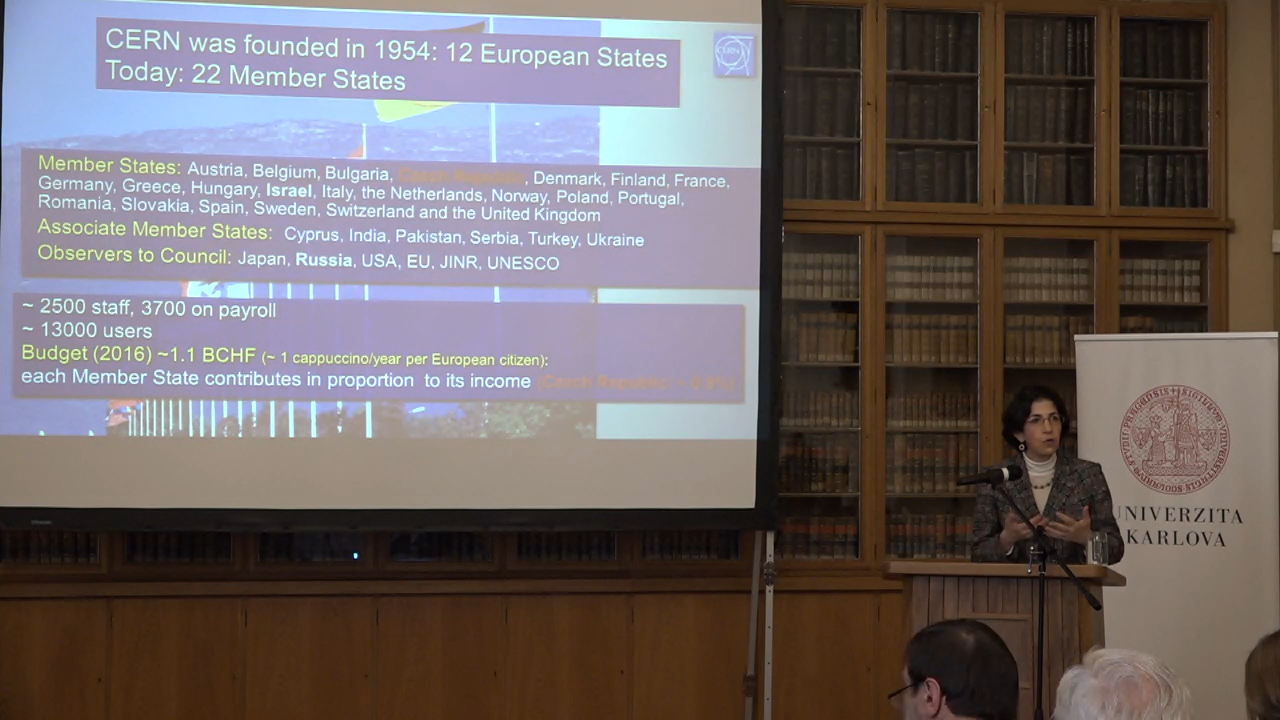 CERN was founded in 1954: 12 European States
Today: 22 Member States
CERN
Member States: Austria, Belgium, Bulgaria, Czech Republic, Denmark, Finland, France,
Germany, Greece, Hungary, Israel, Italy, the Netherlands, Norway, Poland, Portugal,
Romania, Slovakia, Spain, Sweden, Switzerland and the United Kingdom
Associate Member States: Cyprus, India, Pakistan, Serbia, Turkey, Ukraine
Observers to Council: Japan, Russia, USA, EU, JINR, UNESCO
~ 2500 staff, 3700 on payroll
~ 13000 users
Budget (2016) ~1.1 BCHF (~ 1 cappuccino/year per European citizen):
each Member State contributes in proportion to its income (Czech Republic ~
UNIVERZITA
KARLOVA